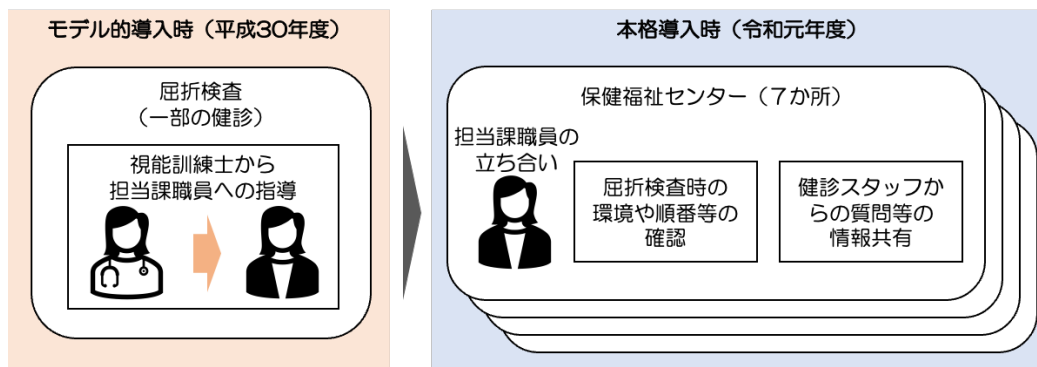 モデル的導入時（平成30年度）
屈折検査
（一部の健診）
視能訓練士から
担当課職員への指導
本格導入時（令和元年度）
保健福祉センター（７か所）
担当課職員の
立ち合い
屈折検査時の
環境や順番等の
確認
健診スタッフか
らの質問等の
情報共有